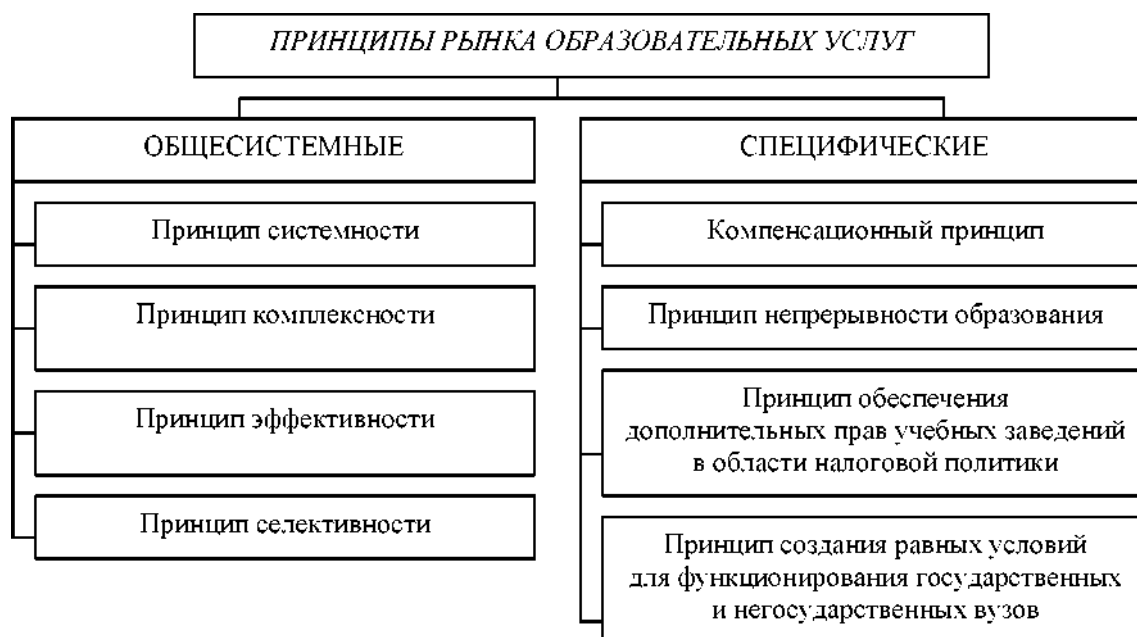 ПРИНЦИПЫ РЫНКА ОБРАЗОВАТЕЛЬНЫХ УСЛУГ
ОБЩЕСИСТЕМНЫЕ
Принцип системности
Принцип комплексности
Принцип эффективности
Принцип селективности
СПЕЦИФИЧЕСКИЕ
Компенсационный принцип
Принцип непрерывности образования
Принцип обеспечения
дополнительных прав учебных заведений
в области налоговой политики
Принцип создания равных условий
для функционирования государственных
и негосударственных вузов